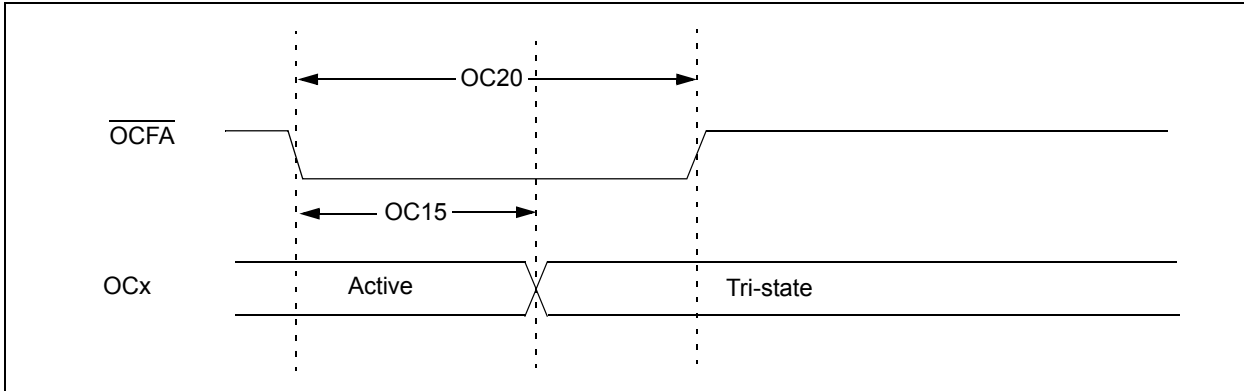 OC20
OCFA
OC15
OCx
Active
Tri-state